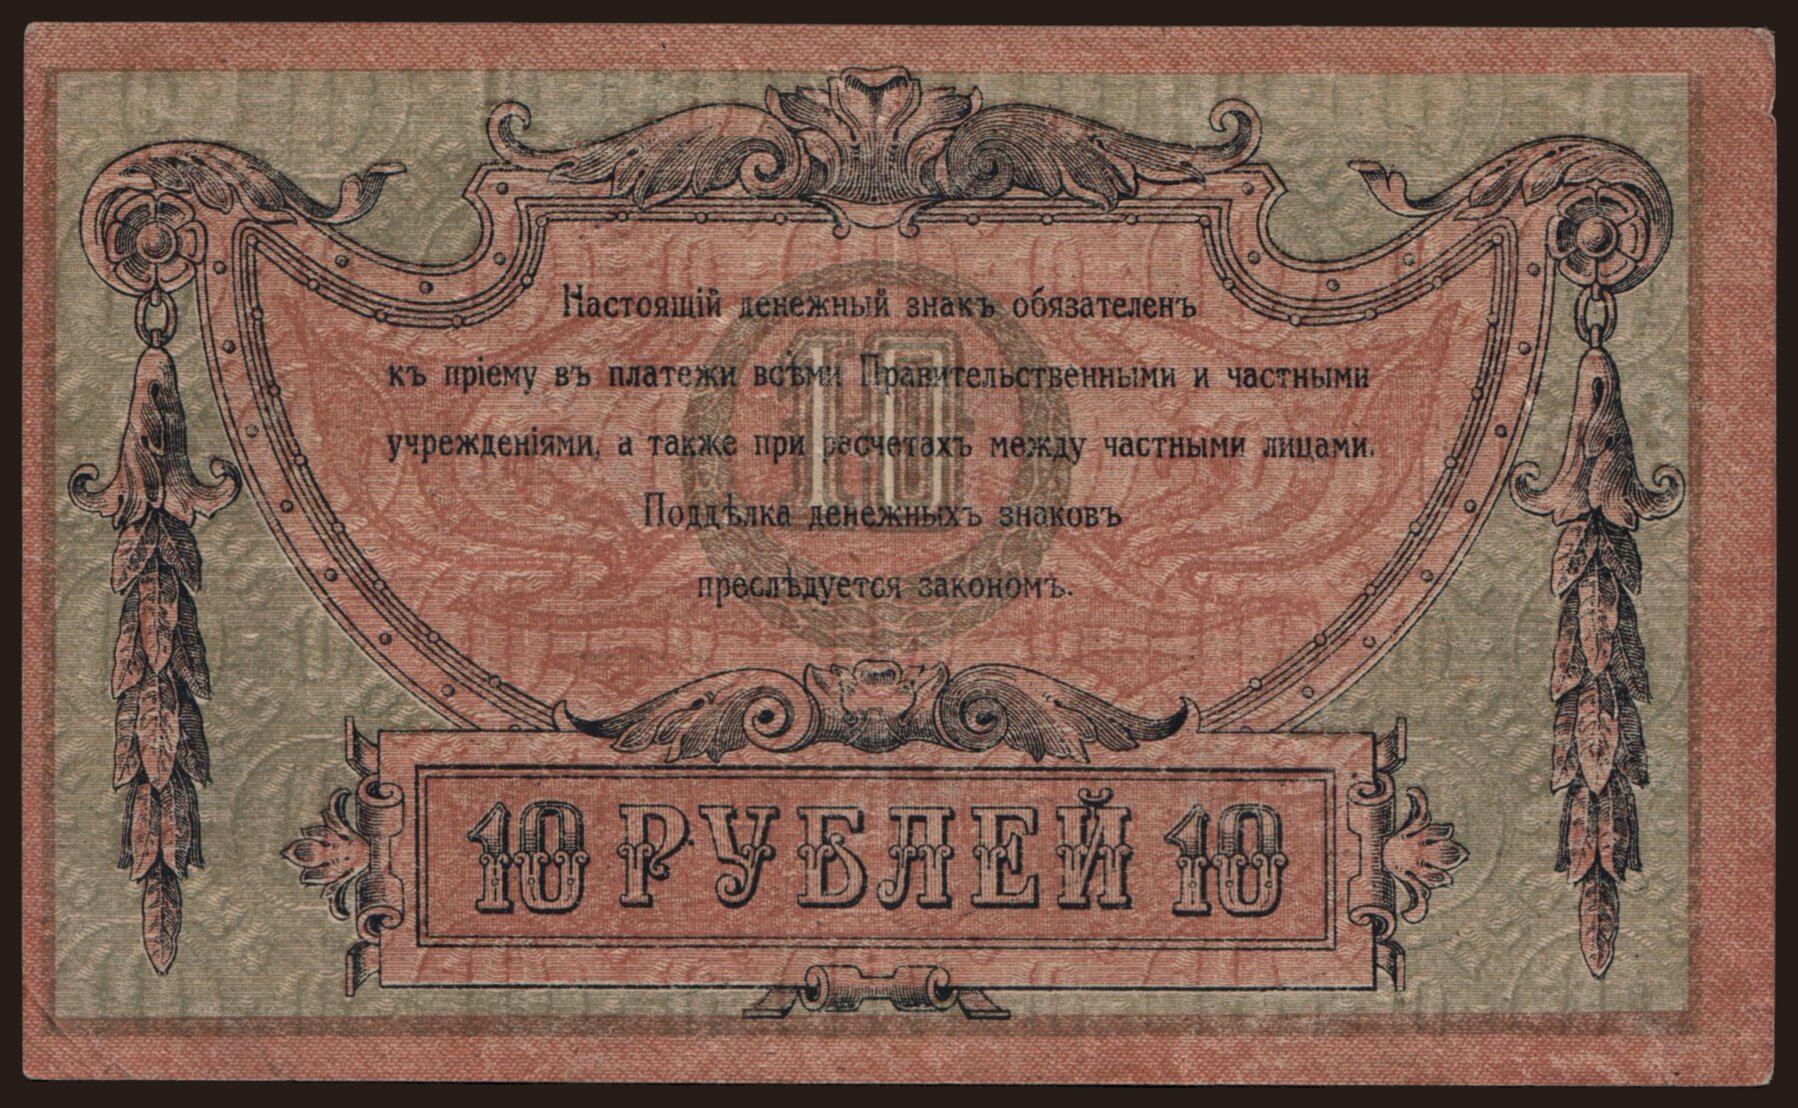 Настоящій денежный знакъ обязателенъ
къ пріему въ платежи всѣми Правительственными и частными
учрежденіями, а также при расчетахъ между частными лицами.
Поддѣлка денежныхъ знаковъ
преслѣдуется закономъ.
10
10 РУБЛЕЙ 10